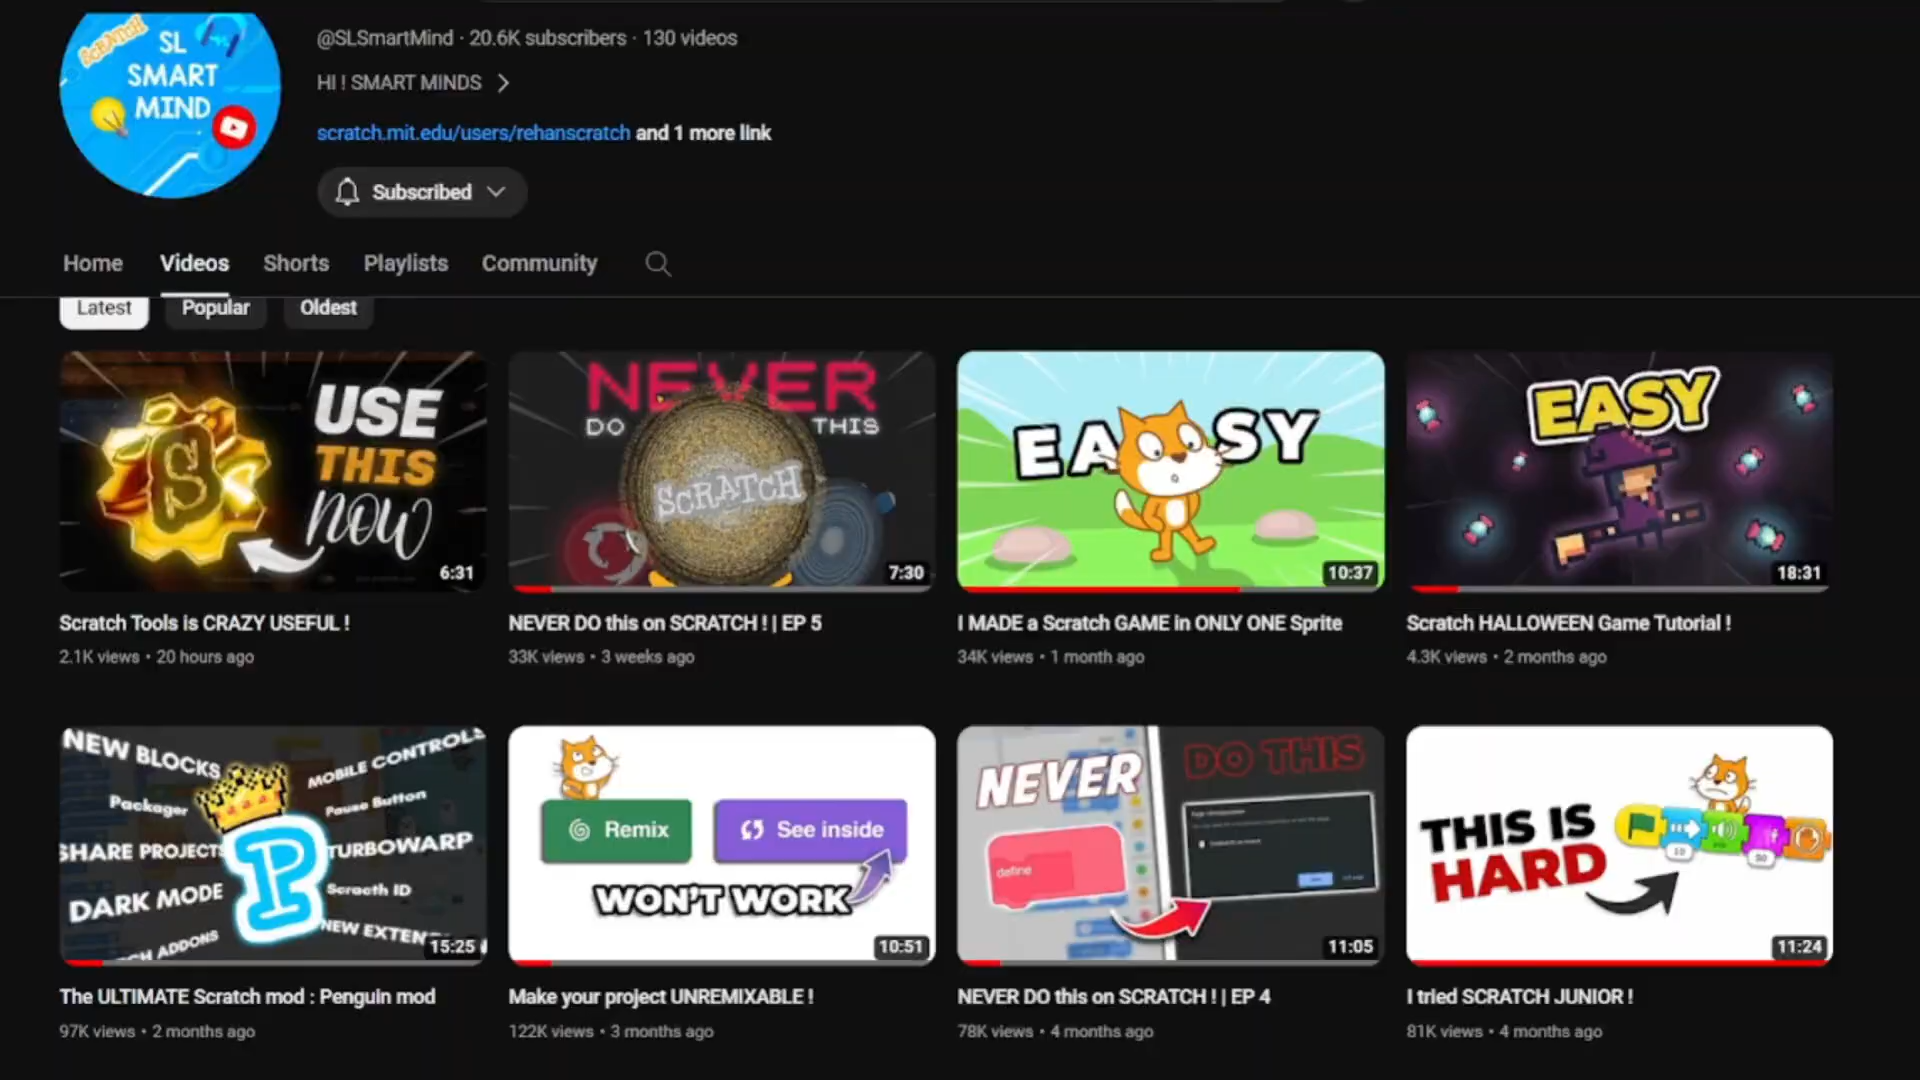 SCRATCH
SL
SMART
MIND
@SLSmartMind · 20.6K subscribers · 130 videos
HI ! SMART MINDS
scratch.mit.edu/users/rehanscratch and 1 more link
Subscribed
Home Videos Shorts Playlists Community
Latest Popular Oldest
S
USE
THIS
NOW
6:31
NEVER
DO THIS
SCRATCH
7:30
EASY
10:37
EASY
18:31
Scratch Tools is CRAZY USEFUL !
2.1K views • 20 hours ago
NEVER DO this on SCRATCH ! | EP 5
33K views • 3 weeks ago
I MADE a Scratch GAME in ONLY ONE Sprite
34K views • 1 month ago
Scratch HALLOWEEN Game Tutorial !
4.3K views • 2 months ago
NEW BLOCKS
MOBILE CONTROLS
Packager
Pause Button
SHARE PROJECTS
TURBOWARP
P
DARK MODE
Scracth ID
NEW EXTEN
CH ADDONS
15:25
Remix
See inside
WON'T WORK
10:51
NEVER
DO THIS
define
11:05
THIS IS
HARD
11:24
The ULTIMATE Scratch mod : Penguin mod
97K views • 2 months ago
Make your project UNREMIXABLE !
122K views • 3 months ago
NEVER DO this on SCRATCH ! | EP 4
78K views • 4 months ago
I tried SCRATCH JUNIOR !
81K views • 4 months ago